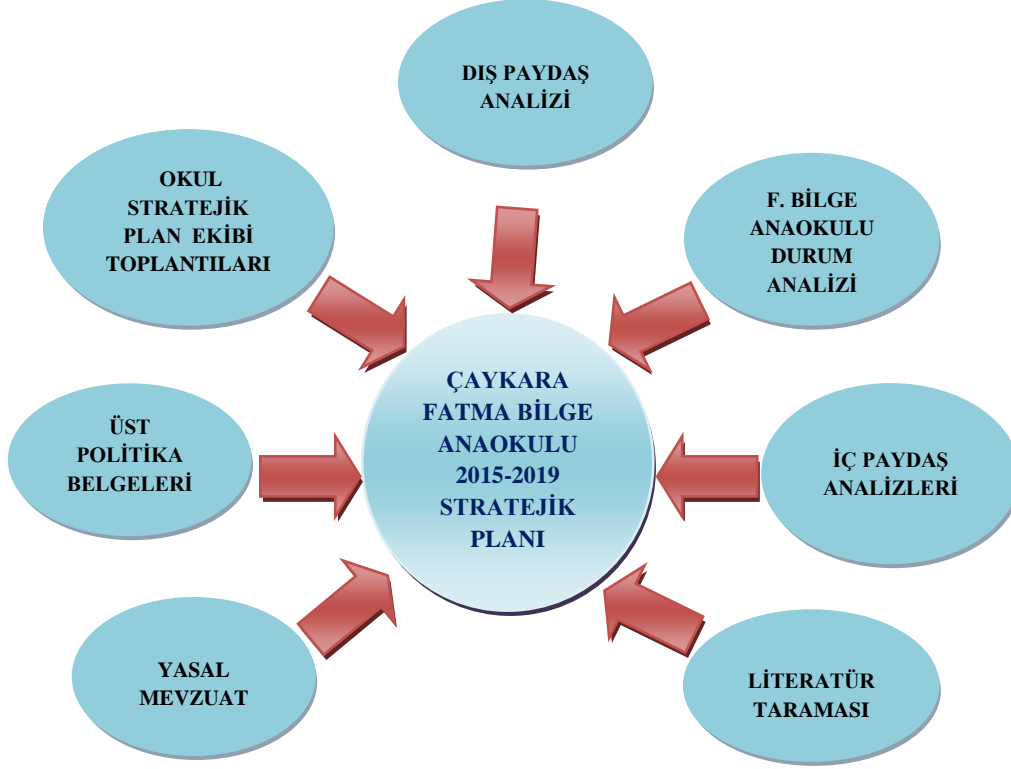 DIŞ PAYDAŞ
ANALİZİ
OKUL
STRATEJİK
PLAN EKİBİ
TOPLANTILARI
F. BİLGE
ANAOKULU
DURUM
ANALİZİ
ÇAYKARA
FATMA BİLGE
ANAOKULU
2015-2019
STRATEJİK
PLANI
ÜST
POLİTİKA
BELGELERİ
İÇ PAYDAŞ
ANALİZLERİ
YASAL
MEVZUAT
LİTERATÜR
TARAMASI